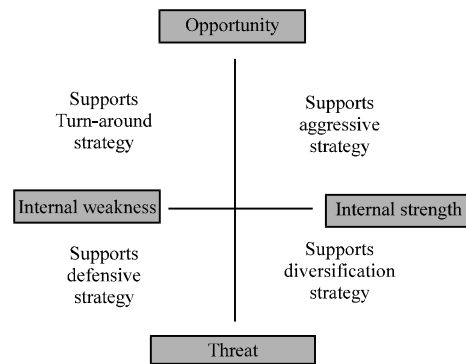 Opportunity
Supports
Turn-around
strategy
Supports
aggressive
strategy
Internal weakness
Internal strength
Supports
defensive
strategy
Supports
diversification
strategy
Threat